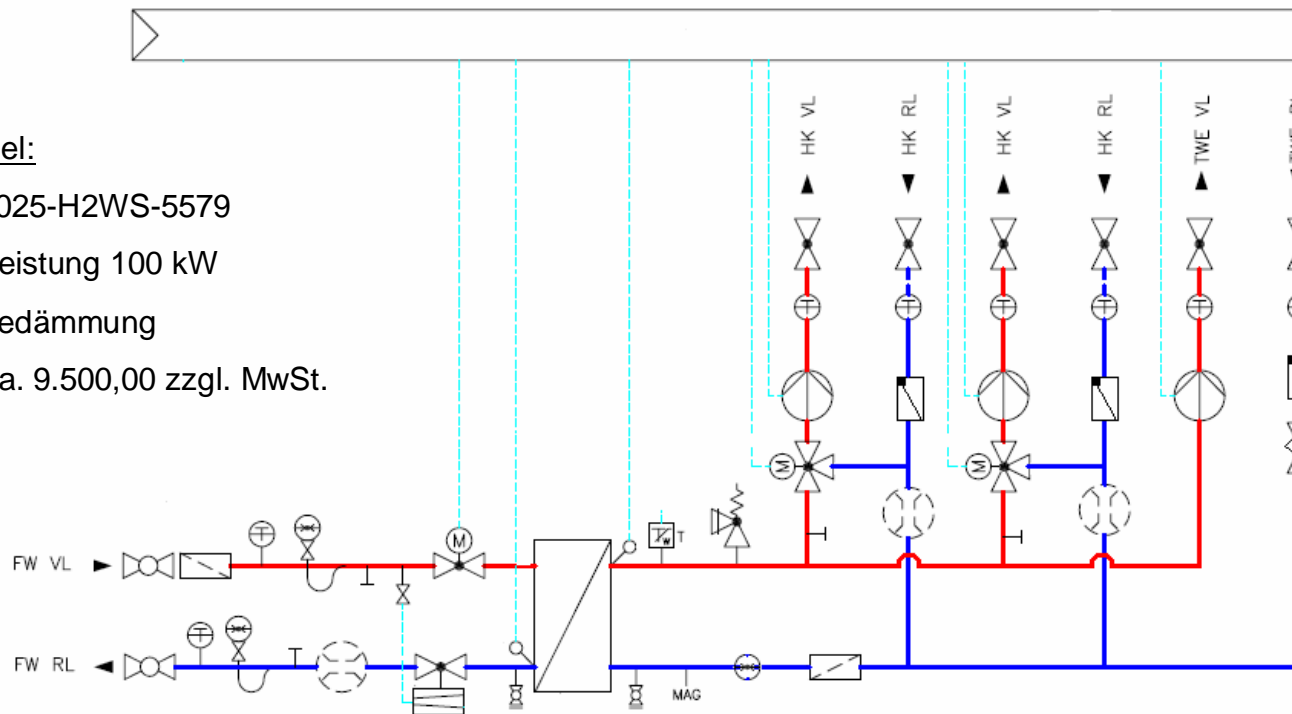 el:
025-H2WS-5579
eistung 100 kW
edämmung
a. 9.500,00 zzgl. MwSt.
HK VL
HK RL
HK VL
HK RL
TWE VL
M
M
M
T
W
T
FW VL
FW RL
MAG